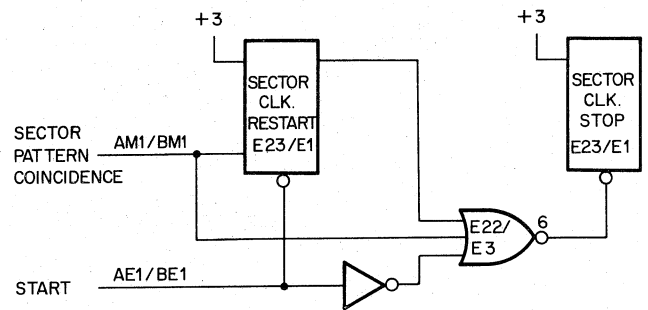 +3
+3
SECTOR
CLK.
RESTART
E23/E1
SECTOR
CLK.
STOP
E23/E1
SECTOR
PATTERN
COINCIDENCE
AM1/BM1
E22/
E3
6
START
AE1/BE1